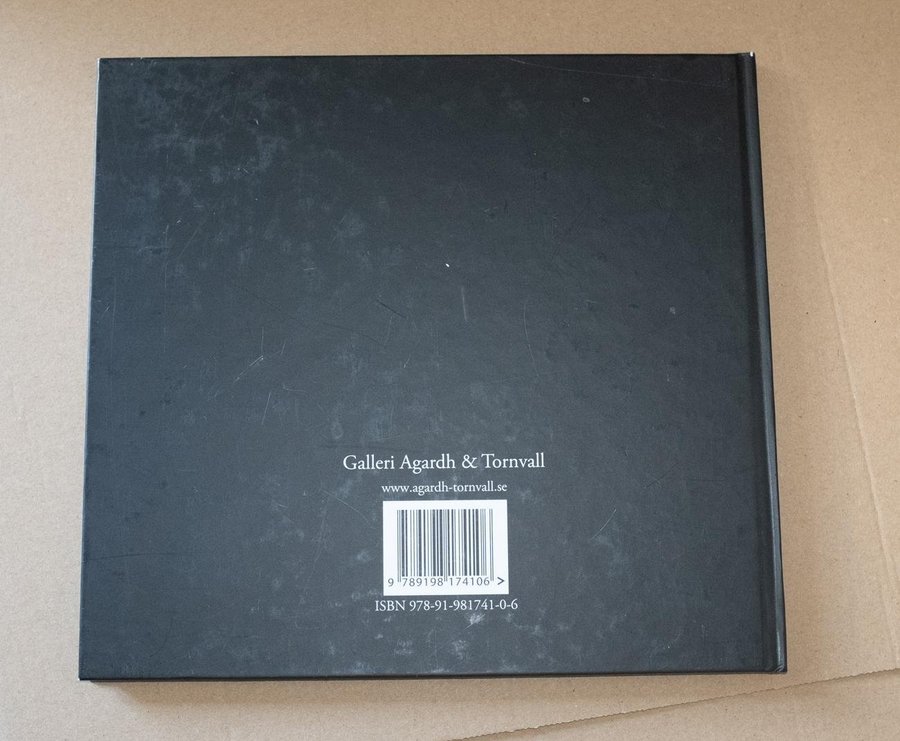 Galleri Agardh & Tornvall
www.agardh-tornvall.se
9 789198 174106 >
ISBN 978-91-981741-0-6